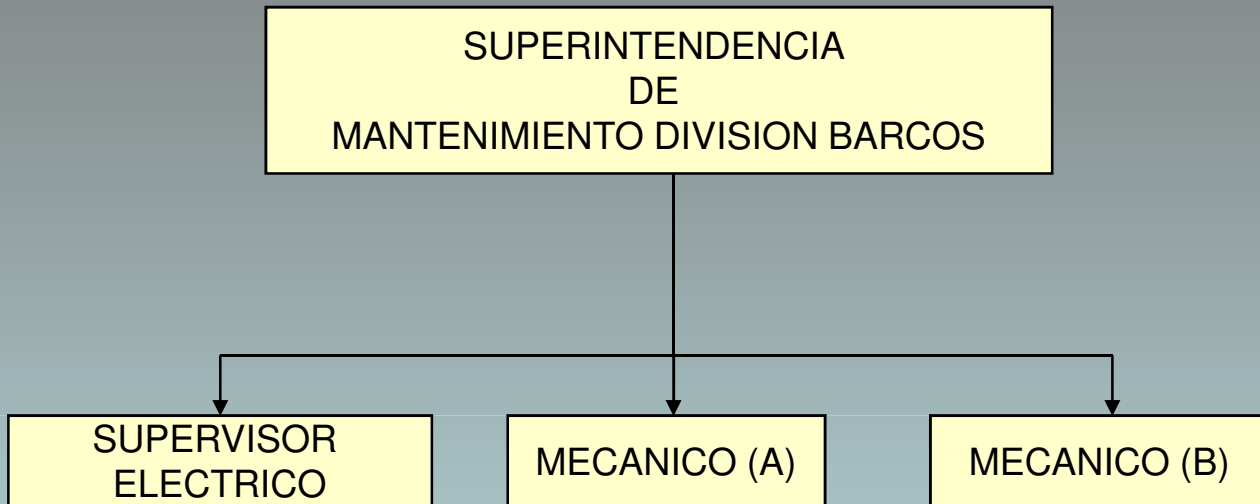 SUPERINTENDENCIA
DE
MANTENIMIENTO DIVISION BARCOS
SUPERVISOR
ELECTRICO
MECANICO (A)
MECANICO (B)